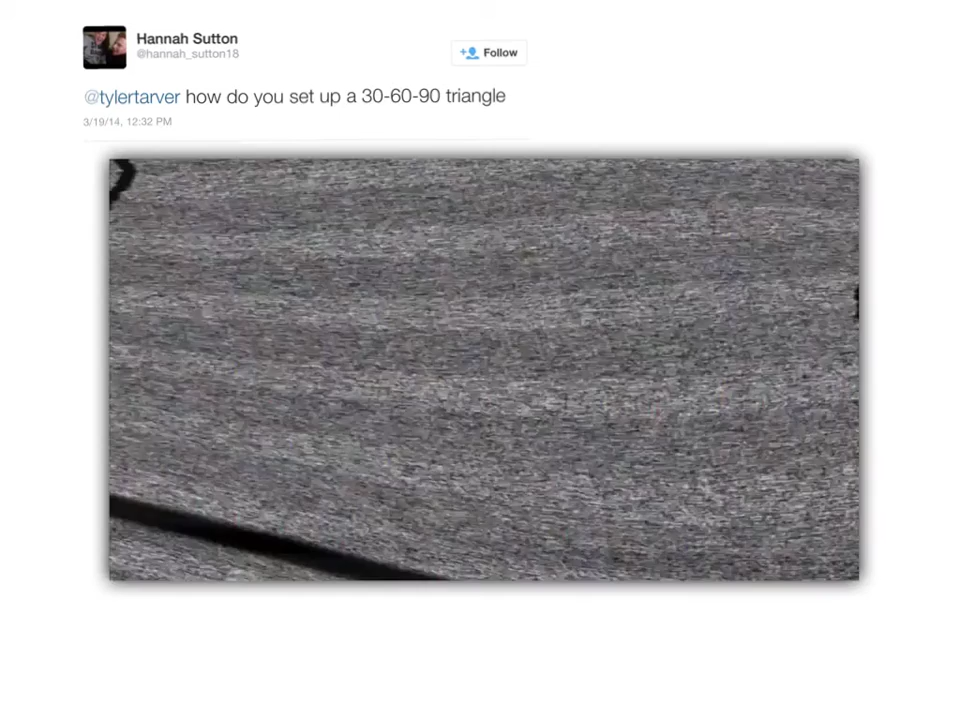 Hannah Sutton
@hannah_sutton18
Follow
@tylertarver how do you set up a 30-60-90 triangle
3/19/14, 12:32 PM